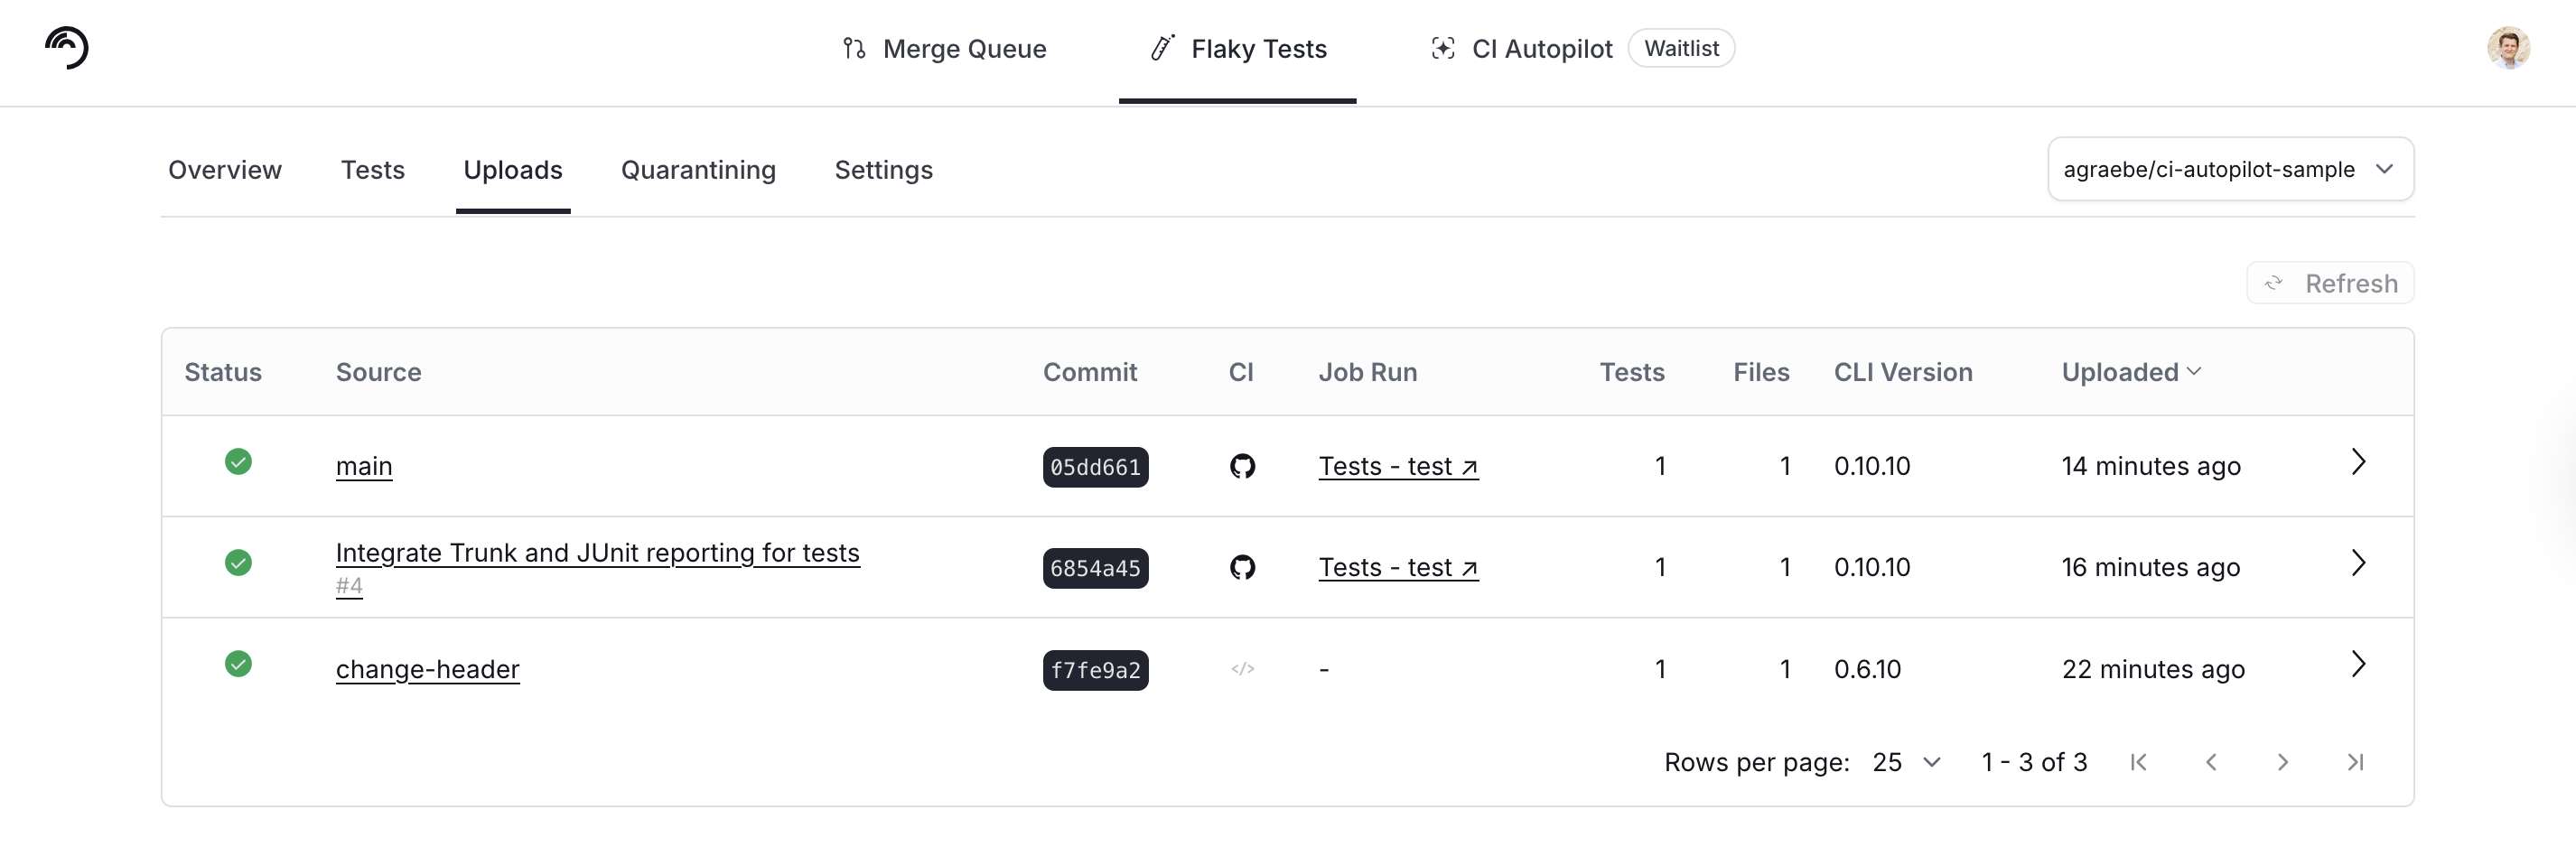 Merge Queue Flaky Tests CI Autopilot Waitlist
Overview Tests Uploads Quarantining Settings agraebe/ci-autopilot-sample
Refresh
Status Source Commit CI Job Run Tests Files CLI Version Uploaded
main 05dd661 Tests - test ↗ 1 1 0.10.10 14 minutes ago
Integrate Trunk and JUnit reporting for tests
#4
6854a45 Tests - test ↗ 1 1 0.10.10 16 minutes ago
change-header f7fe9a2 </> - 1 1 0.6.10 22 minutes ago
Rows per page: 25 1 - 3 of 3